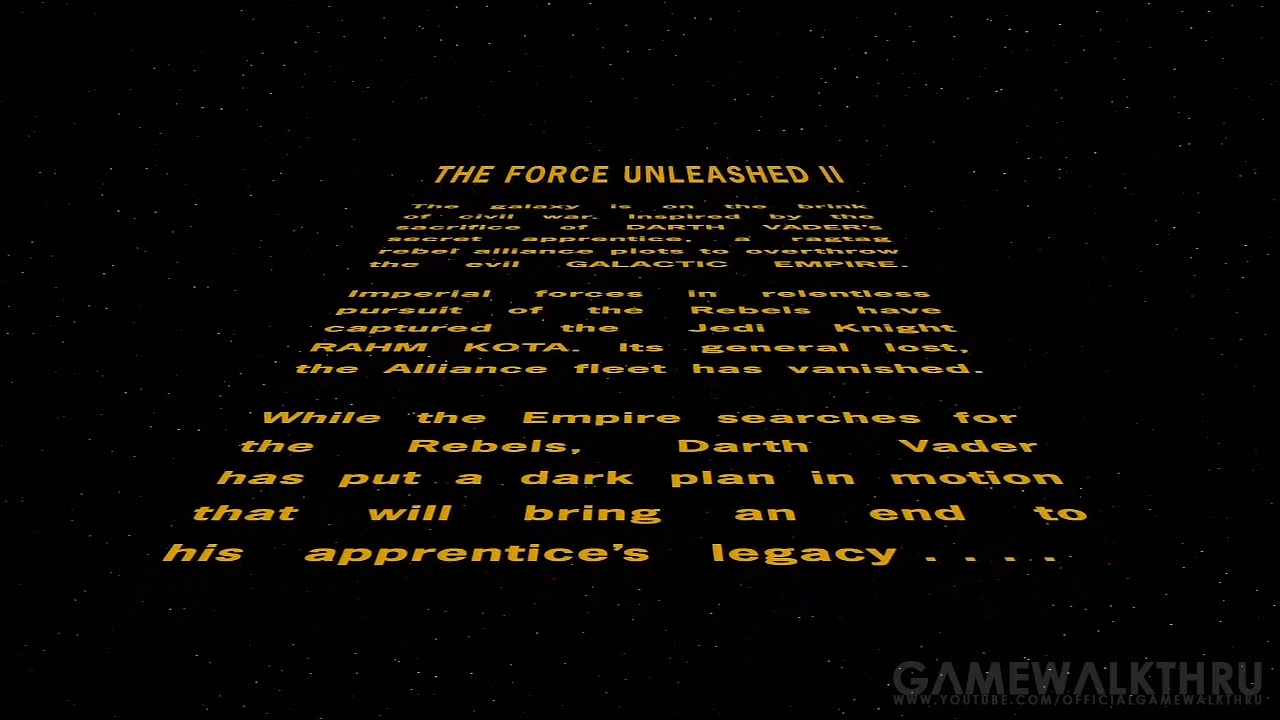 THE FORCE UNLEASHED II
The galaxy is on the brink
of civil war. Inspired by the
sacrifice of DARTH VADER's
secret apprentice, a ragtag
rebel alliance plots to overthrow
the evil GALACTIC EMPIRE.
Imperial forces in relentless
pursuit of the Rebels have
captured the Jedi Knight
RAHM KOTA. Its general lost,
the Alliance fleet has vanished.
While the Empire searches for
the Rebels, Darth Vader
has put a dark plan in motion
that will bring an end to
his apprentice's legacy . . . .
GAMEWALKTHRU
WWW.YOUTUBE.COM/OFFICIALGAMEWALKTHRU